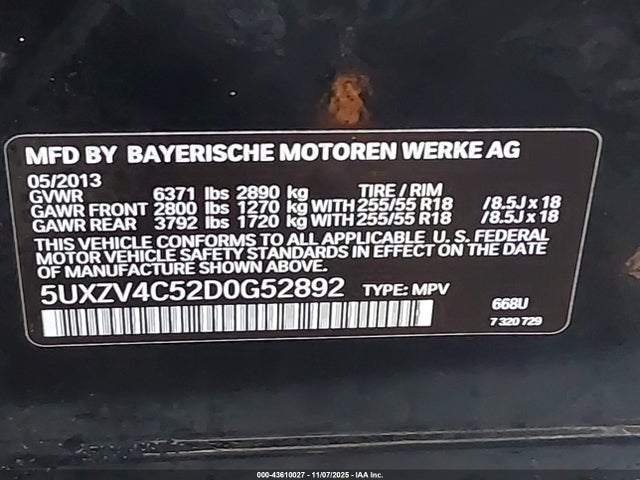 MFD BY BAYERISCHE MOTOREN WERKE AG
05/2013
GVWR 6371 lbs 2890 kg TIRE / RIM
GAWR FRONT 2800 lbs 1270 kg WITH 255/55 R18 /8.5J x 18
GAWR REAR 3792 lbs 1720 kg WITH 255/55 R18 /8.5J x 18
THIS VEHICLE CONFORMS TO ALL APPLICABLE U. S. FEDERAL
MOTOR VEHICLE SAFETY STANDARDS IN EFFECT ON THE DATE
OF MANUFACTURE.
5UXZV4C52D0G52892 TYPE: MPV
668U
7 320 729
000-43610027 - 11/07/2025 - IAA Inc.